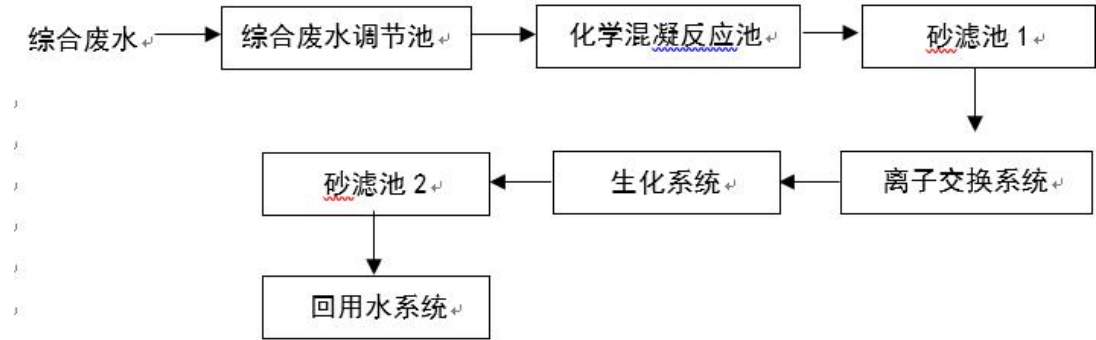 综合废水
综合废水调节池
化学混凝反应池
砂滤池 1
离子交换系统
生化系统
砂滤池 2
回用水系统